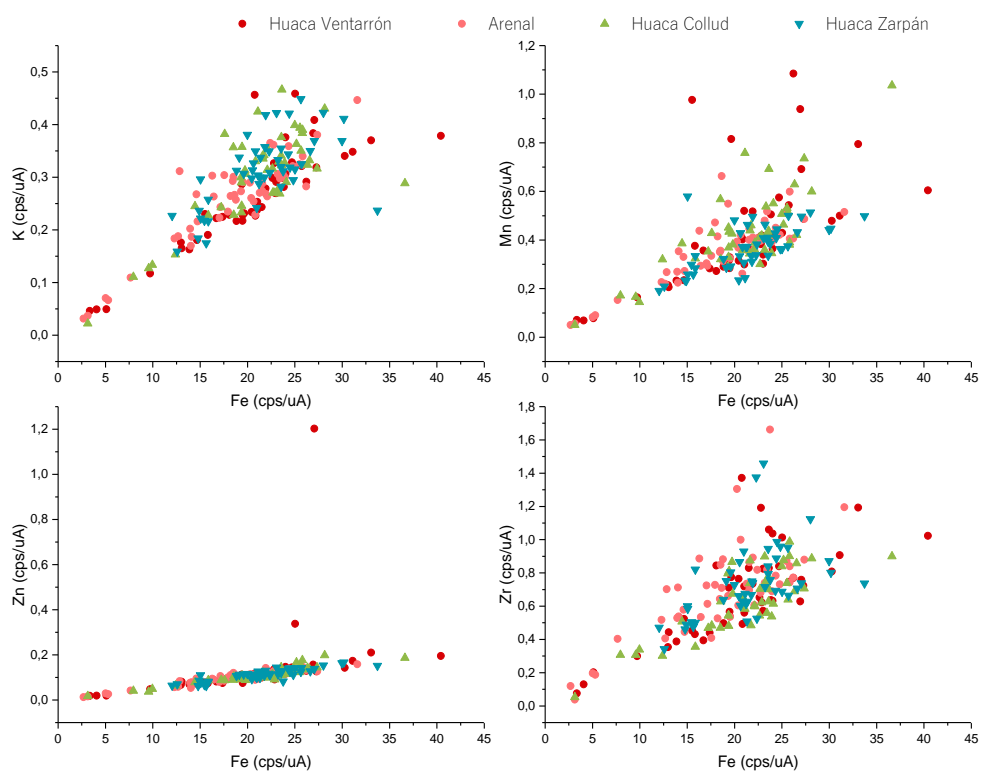 Huaca Ventarrón Arenal Huaca Collud Huaca Zarpán
K (cps/uA)
0,5
0,4
0,3
0,2
0,1
0,0
0 5 10 15 20 25 30 35 40 45
Fe (cps/uA)
Mn (cps/uA)
1,2
1,0
0,8
0,6
0,4
0,2
0,0
0 5 10 15 20 25 30 35 40 45
Fe (cps/uA)
Zn (cps/uA)
1,2
1,0
0,8
0,6
0,4
0,2
0,0
0 5 10 15 20 25 30 35 40 45
Fe (cps/uA)
Zr (cps/uA)
1,8
1,6
1,4
1,2
1,0
0,8
0,6
0,4
0,2
0,0
0 5 10 15 20 25 30 35 40 45
Fe (cps/uA)